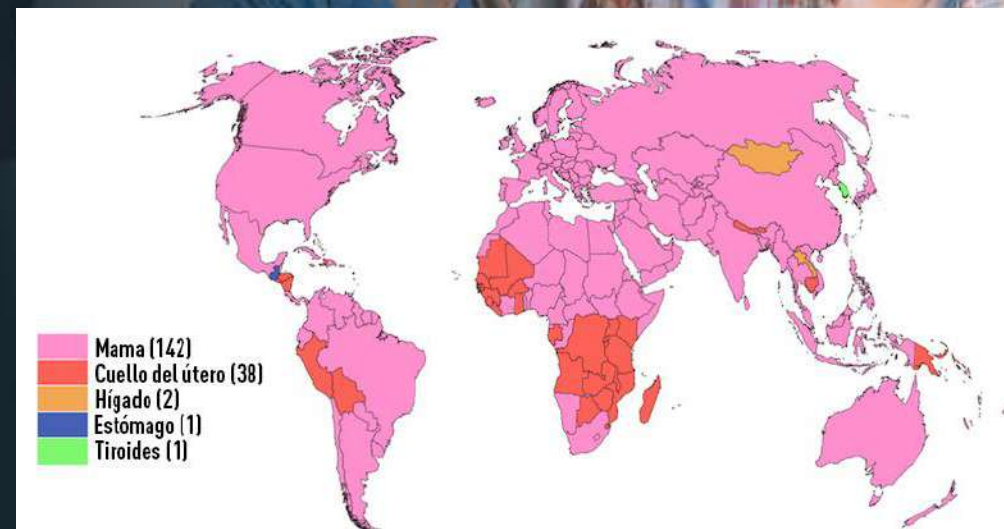 Mama (142)
Cuello del útero (38)
Hígado (2)
Estómago (1)
Tiroides (1)